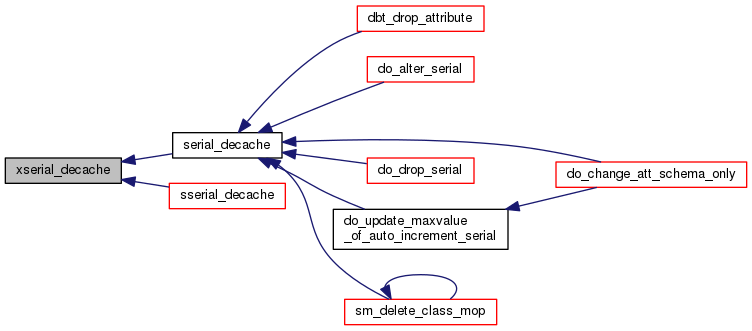 dbt_drop_attribute
do_alter_serial
serial_decache
xserial_decache
do_drop_serial
do_change_att_schema_only
sserial_decache
do_update_maxvalue
_of_auto_increment_serial
sm_delete_class_mop